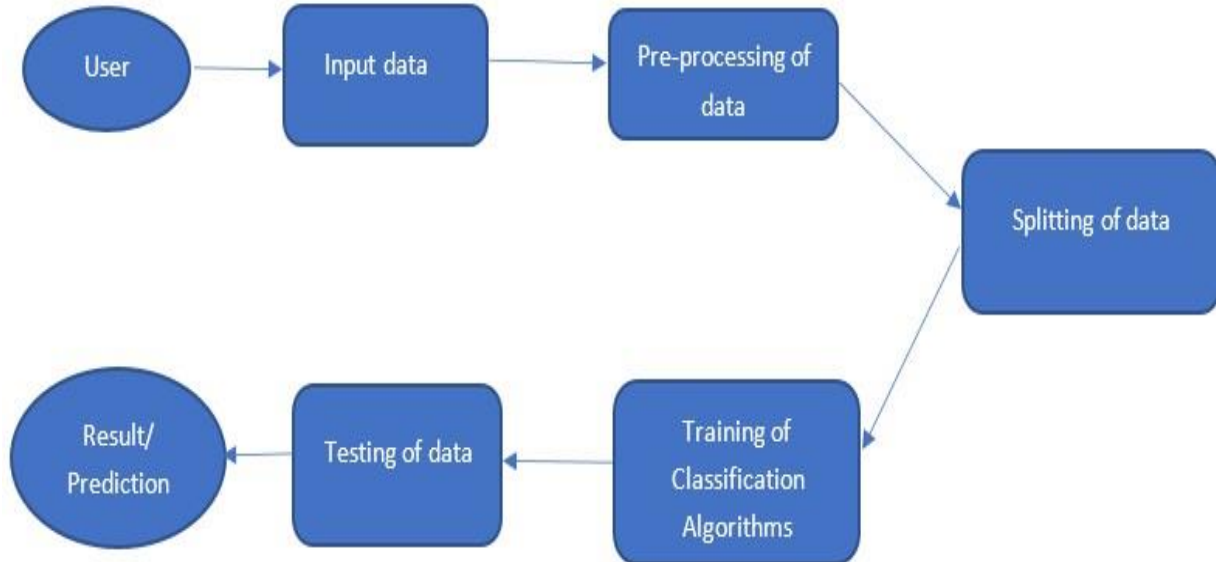 User
Input data
Pre-processing of
data
Splitting of data
Training of
Classification
Algorithms
Testing of data
Result/
Prediction